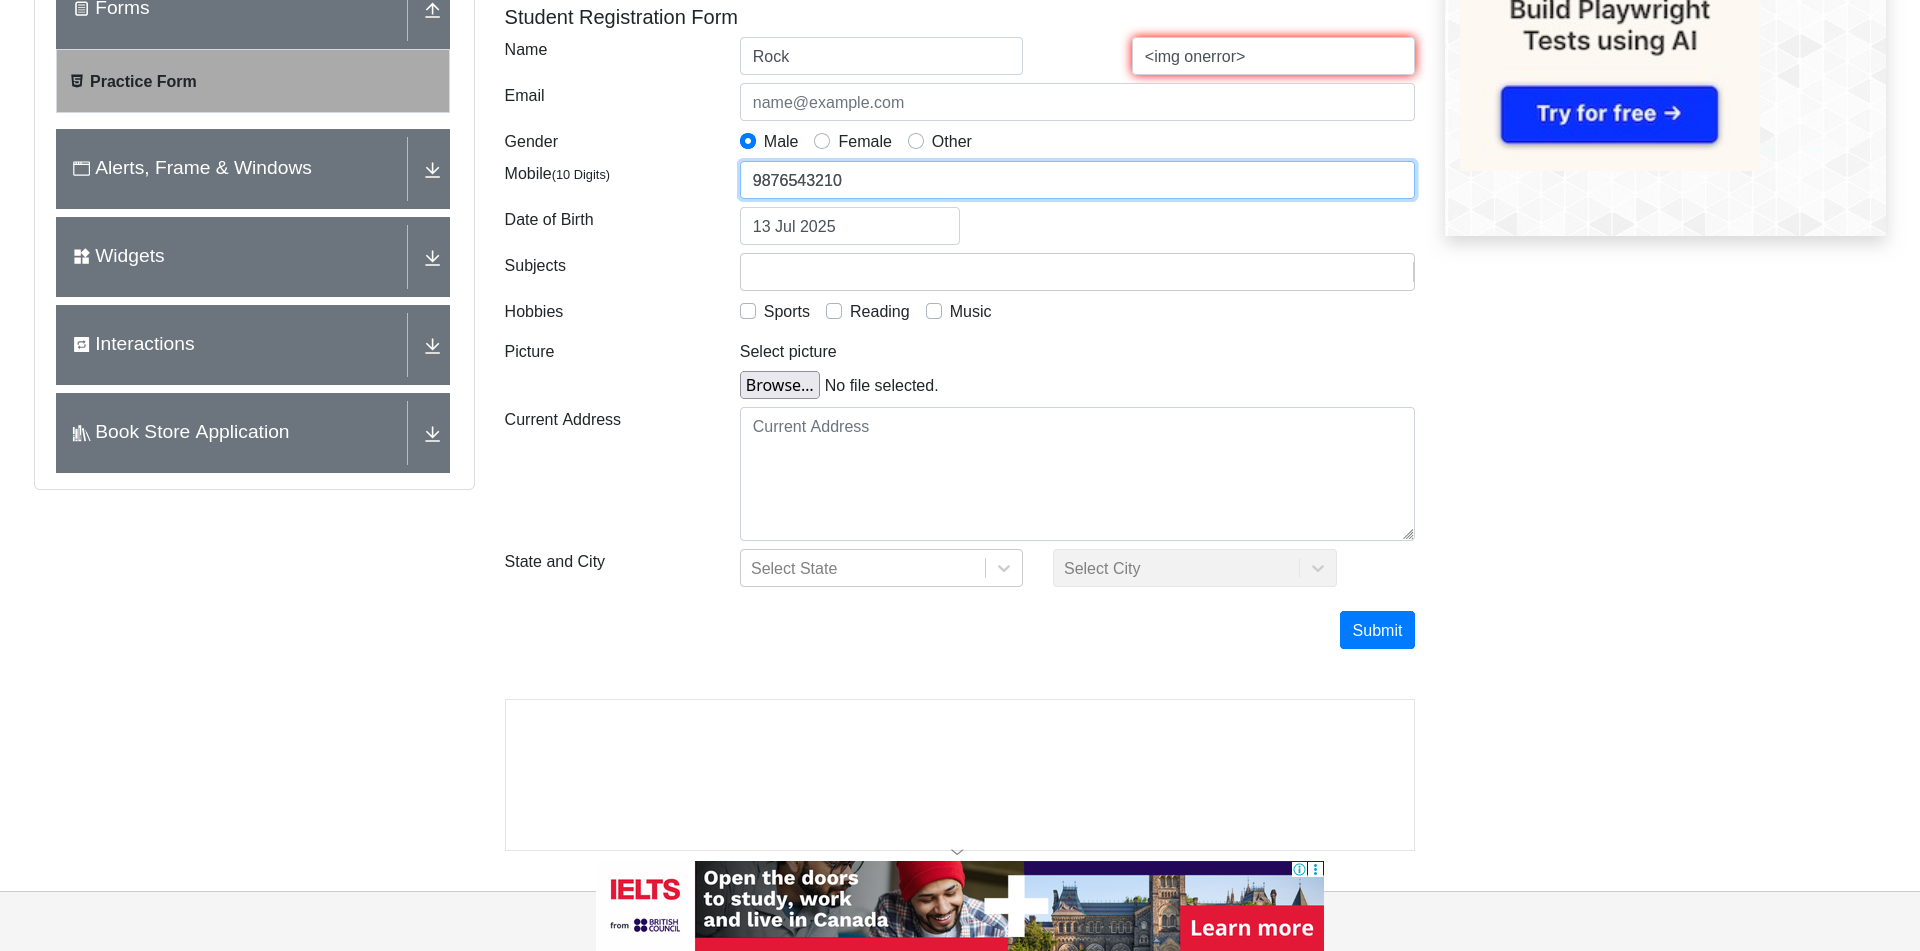 Forms
Practice Form
Alerts, Frame & Windows
Widgets
Interactions
Book Store Application
Student Registration Form
Name
Rock
<img onerror>
Email
name@example.com
Gender
Male
Female
Other
Mobile(10 Digits)
9876543210
Date of Birth
13 Jul 2025
Subjects
Hobbies
Sports
Reading
Music
Picture
Select picture
Browse...
No file selected.
Current Address
Current Address
State and City
Select State
Select City
Submit
Build Playwright
Tests using AI
Try for free →
IELTS
from BRITISH
COUNCIL
Open the doors
to study, work
and live in Canada
Learn more